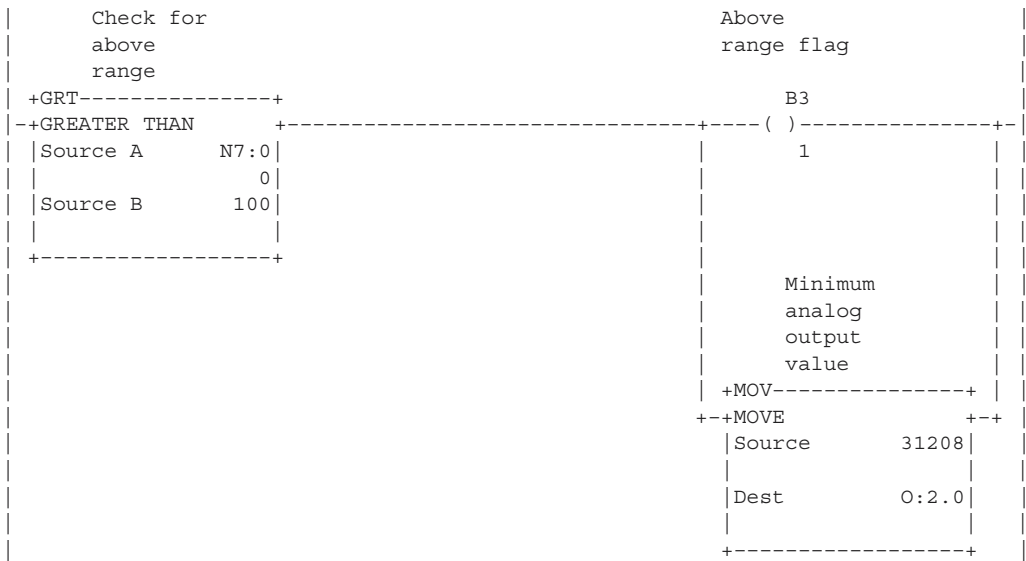 Check for Above
above range flag
range
GRT B3
GREATER THAN ( )
Source A N7:0 1
0
Source B 100
Minimum
analog
output
value
MOV
MOVE
Source 31208
Dest O:2.0